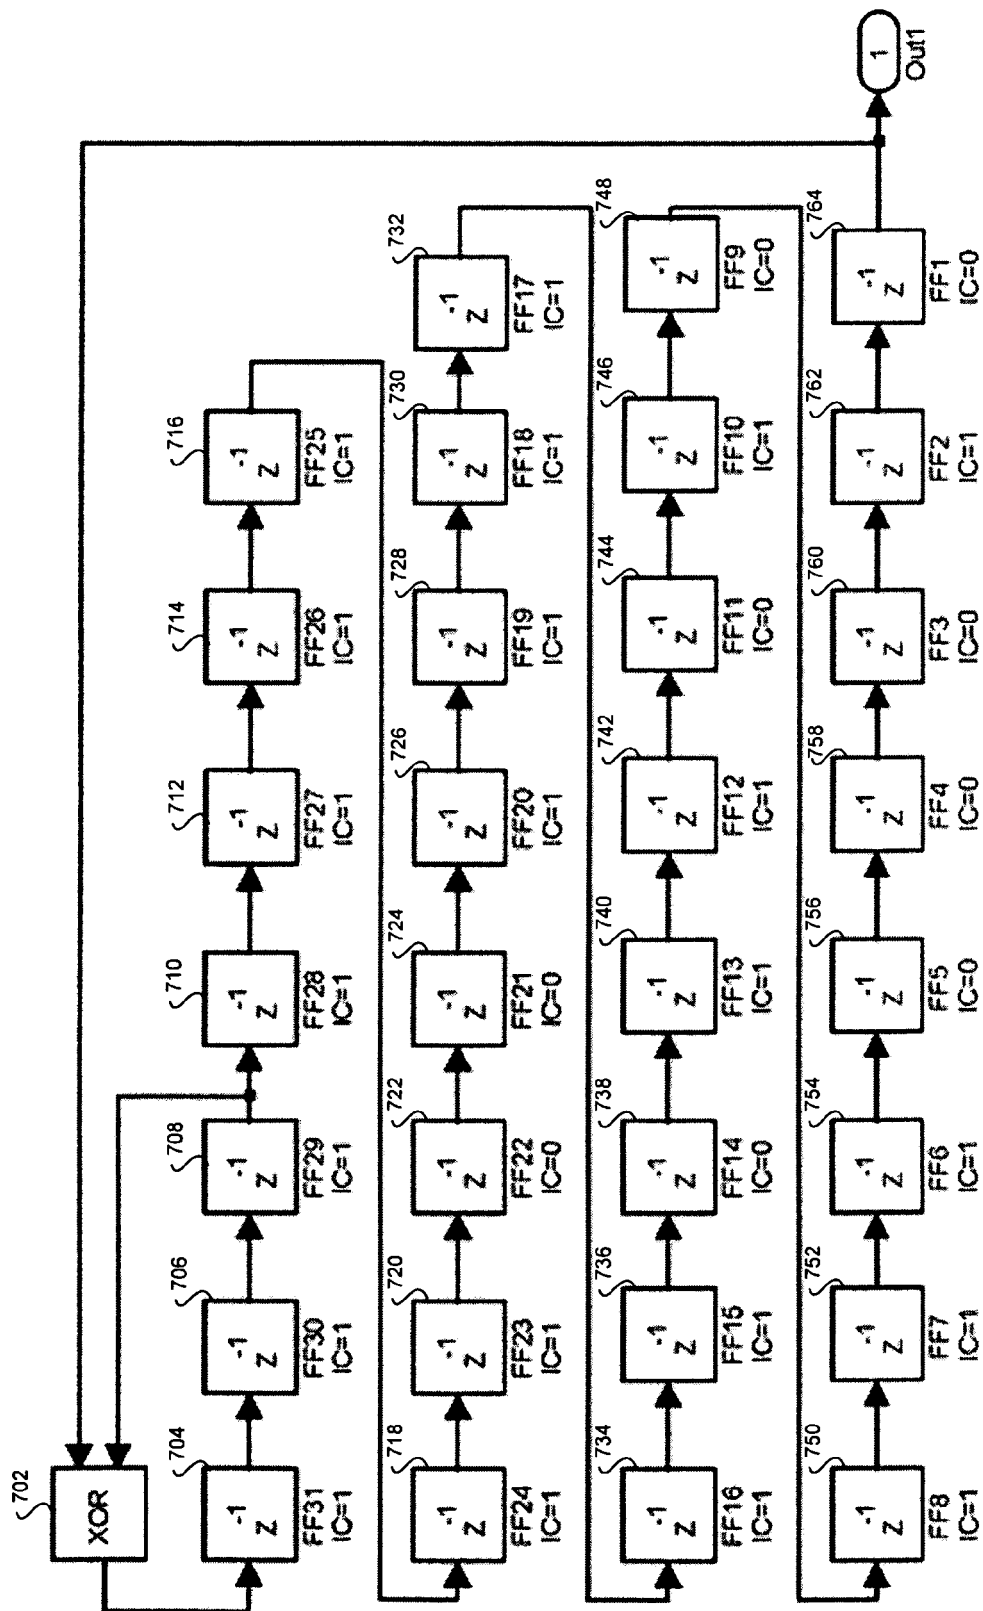 702
XOR
704
Z-1
FF31
IC=1
706
Z-1
FF30
IC=1
708
Z-1
FF29
IC=1
710
Z-1
FF28
IC=1
712
Z-1
FF27
IC=1
714
Z-1
FF26
IC=1
716
Z-1
FF25
IC=1
718
Z-1
FF24
IC=1
720
Z-1
FF23
IC=1
722
Z-1
FF22
IC=0
724
Z-1
FF21
IC=0
726
Z-1
FF20
IC=1
728
Z-1
FF19
IC=1
730
Z-1
FF18
IC=1
732
Z-1
FF17
IC=1
734
Z-1
FF16
IC=1
736
Z-1
FF15
IC=1
738
Z-1
FF14
IC=0
740
Z-1
FF13
IC=1
742
Z-1
FF12
IC=1
744
Z-1
FF11
IC=0
746
Z-1
FF10
IC=1
748
Z-1
FF9
IC=0
750
Z-1
FF8
IC=1
752
Z-1
FF7
IC=1
754
Z-1
FF6
IC=1
756
Z-1
FF5
IC=0
758
Z-1
FF4
IC=0
760
Z-1
FF3
IC=0
762
Z-1
FF2
IC=1
764
Z-1
FF1
IC=0
1
Out1